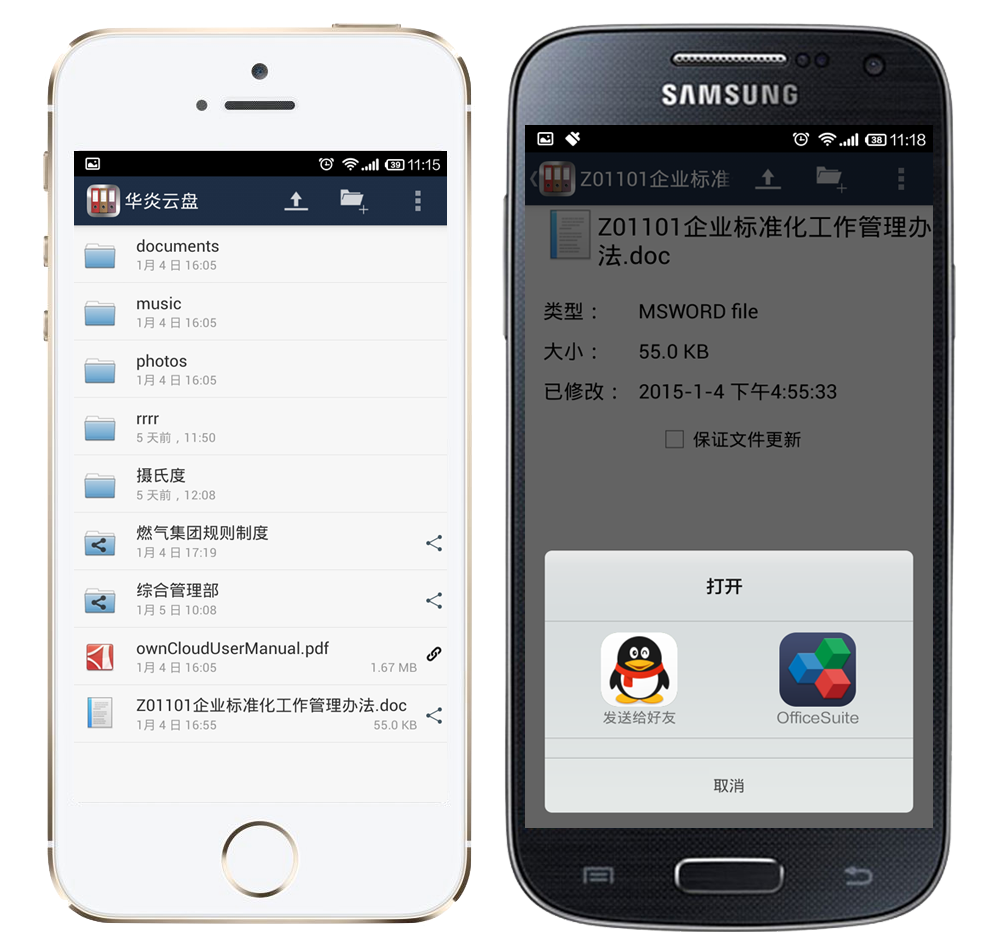 39 11:15
华炎云盘
documents
1月 4 日 16:05
music
1月 4 日 16:05
photos
1月 4 日 16:05
rrrr
5 天前，11:50
摄氏度
5 天前，12:08
燃气集团规则制度
1月 4 日 17:19
综合管理部
1月 5 日 10:08
ownCloudUserManual.pdf
1月 4 日 16:05 1.67 MB
Z01101企业标准化工作管理办法.doc
1月 4 日 16:55 55.0 KB
SAMSUNG
38 11:18
Z01101企业标准
Z01101企业标准化工作管理办
法.doc
类型： MSWORD file
大小： 55.0 KB
已修改： 2015-1-4 下午4:55:33
保证文件更新
打开
发送给好友 OfficeSuite
取消